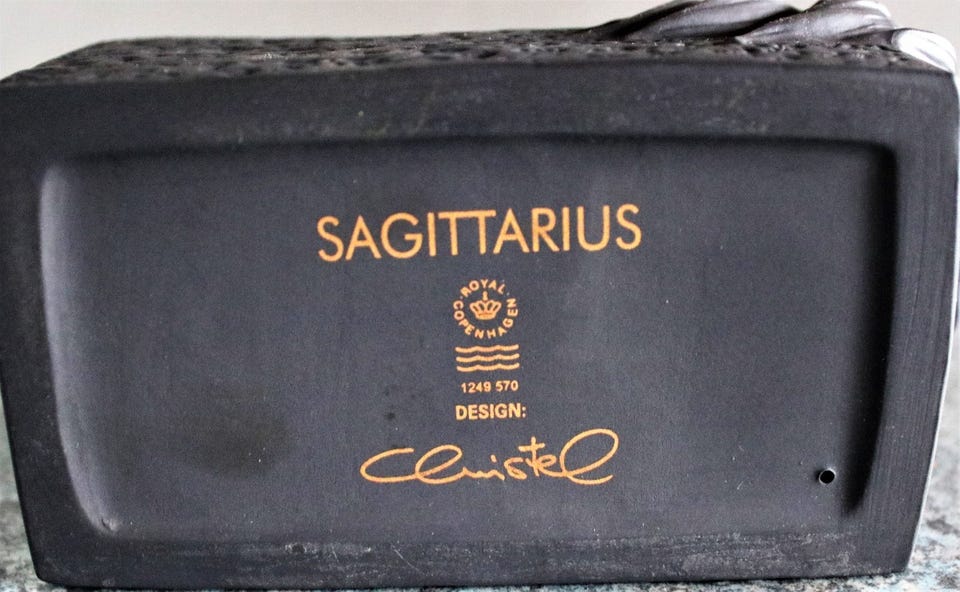 SAGITTARIUS
ROYAL COPENHAGEN
1249 570
DESIGN:
Christel